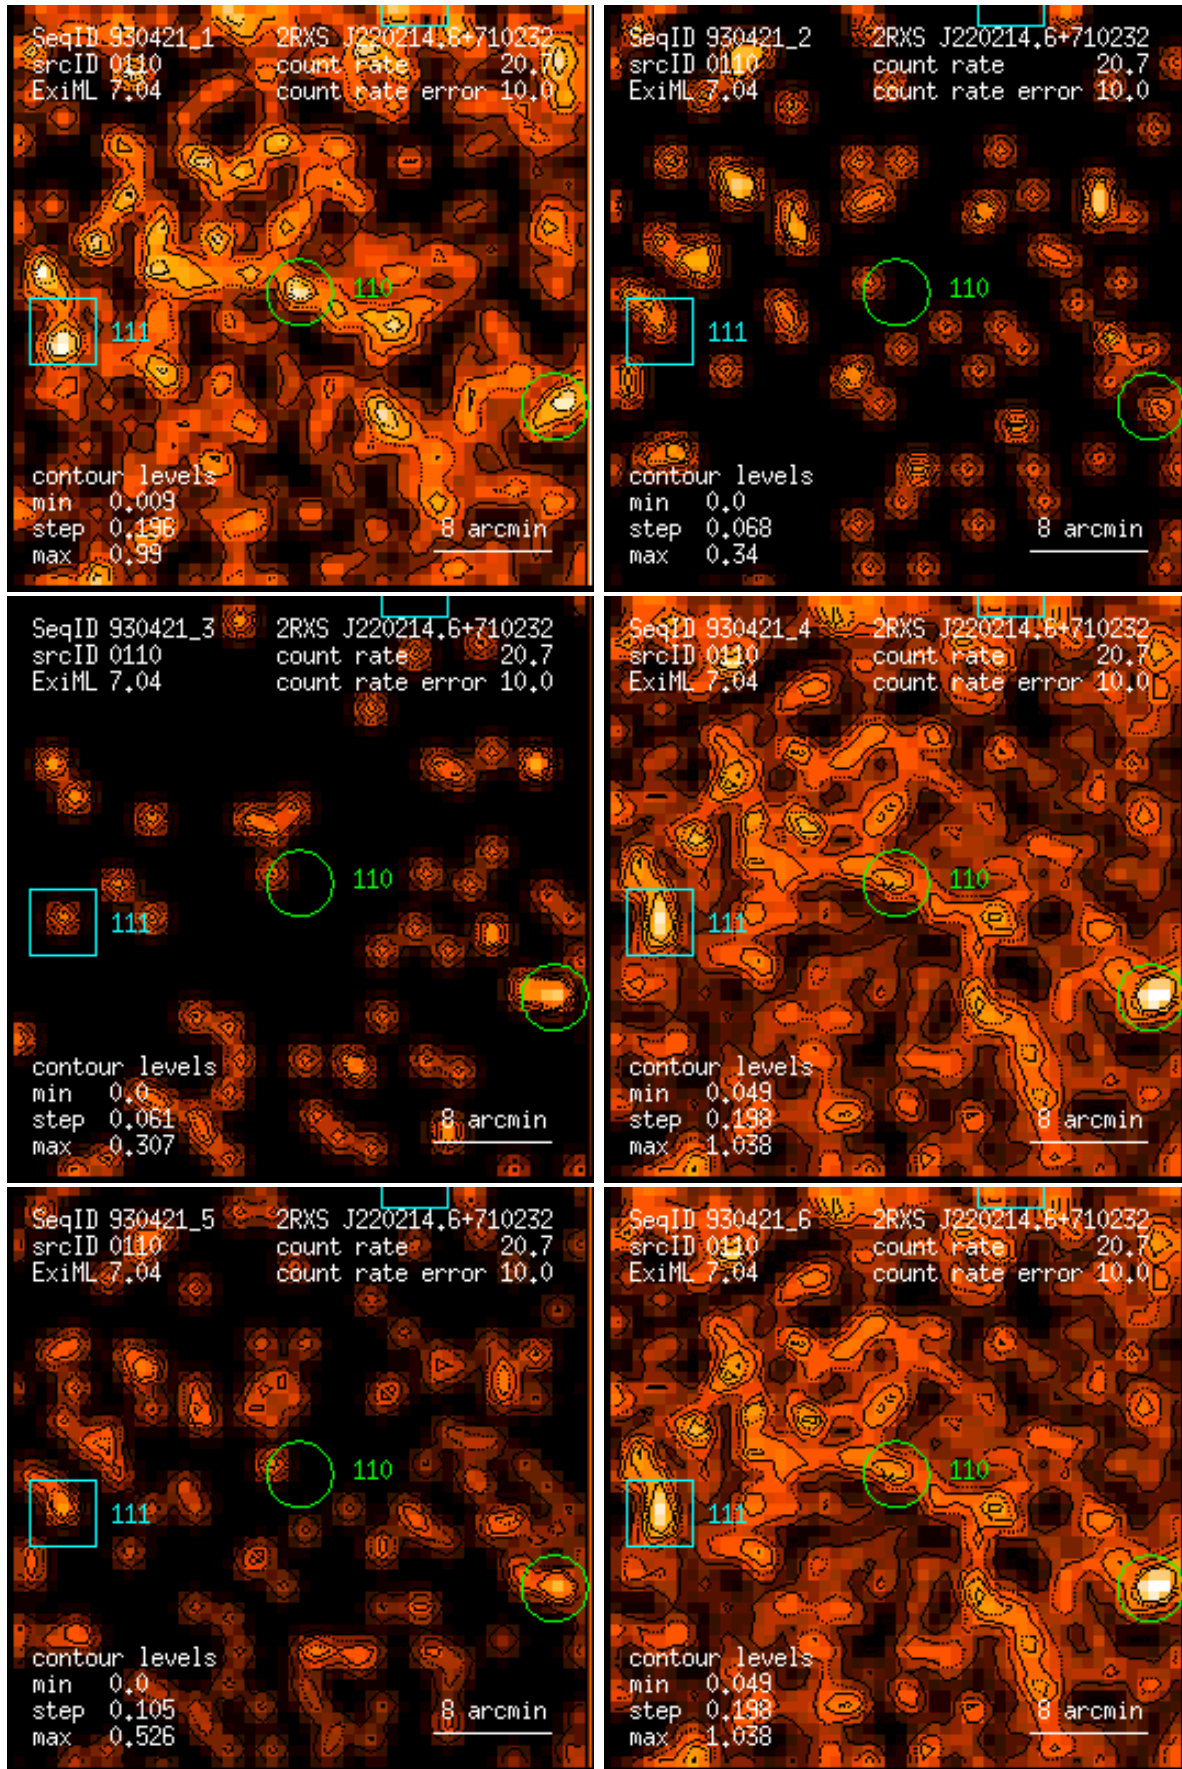 SeqID 930421_1 2RXS J220214.6+710232
srcID 0110 count rate 20.7
ExiML 7.04 count rate error 10.0
110
111
contour levels
min 0.009
step 0.196 8 arcmin
max 0.99
SeqID 930421_2 2RXS J220214.6+710232
srcID 0110 count rate 20.7
ExiML 7.04 count rate error 10.0
110
111
contour levels
min 0.0
step 0.068 8 arcmin
max 0.34
SeqID 930421_3 2RXS J220214.6+710232
srcID 0110 count rate 20.7
ExiML 7.04 count rate error 10.0
110
111
contour levels
min 0.0
step 0.061 8 arcmin
max 0.307
SeqID 930421_4 2RXS J220214.6+710232
srcID 0110 count rate 20.7
ExiML 7.04 count rate error 10.0
110
111
contour levels
min 0.049
step 0.198 8 arcmin
max 1.038
SeqID 930421_5 2RXS J220214.6+710232
srcID 0110 count rate 20.7
ExiML 7.04 count rate error 10.0
110
111
contour levels
min 0.0
step 0.105 8 arcmin
max 0.526
SeqID 930421_6 2RXS J220214.6+710232
srcID 0110 count rate 20.7
ExiML 7.04 count rate error 10.0
110
111
contour levels
min 0.049
step 0.198 8 arcmin
max 1.038